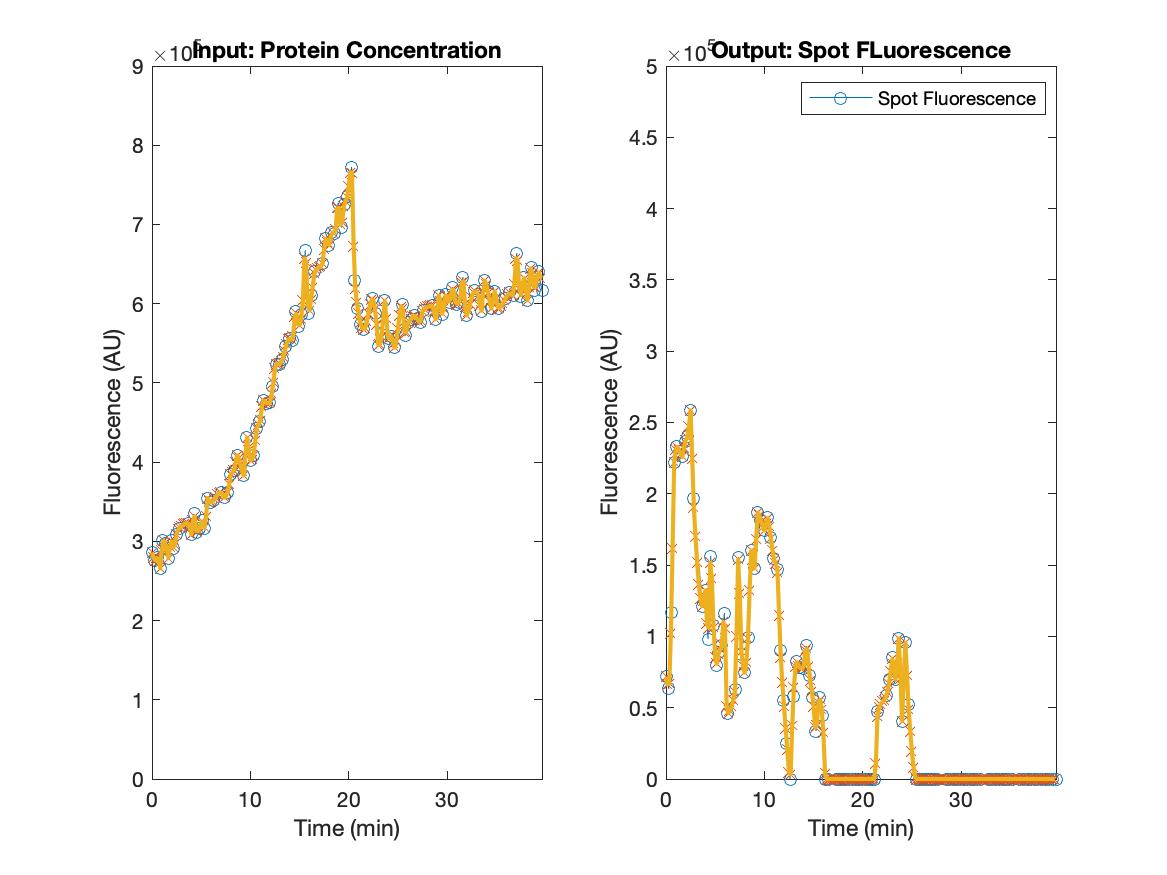 ×10⁵
Input: Protein Concentration
9
8
7
6
5
4
3
2
1
0
Fluorescence (AU)
0 10 20 30
Time (min)
×10⁵
Output: Spot FLuorescence
Spot Fluorescence
5
4.5
4
3.5
3
2.5
2
1.5
1
0.5
0
Fluorescence (AU)
0 10 20 30
Time (min)